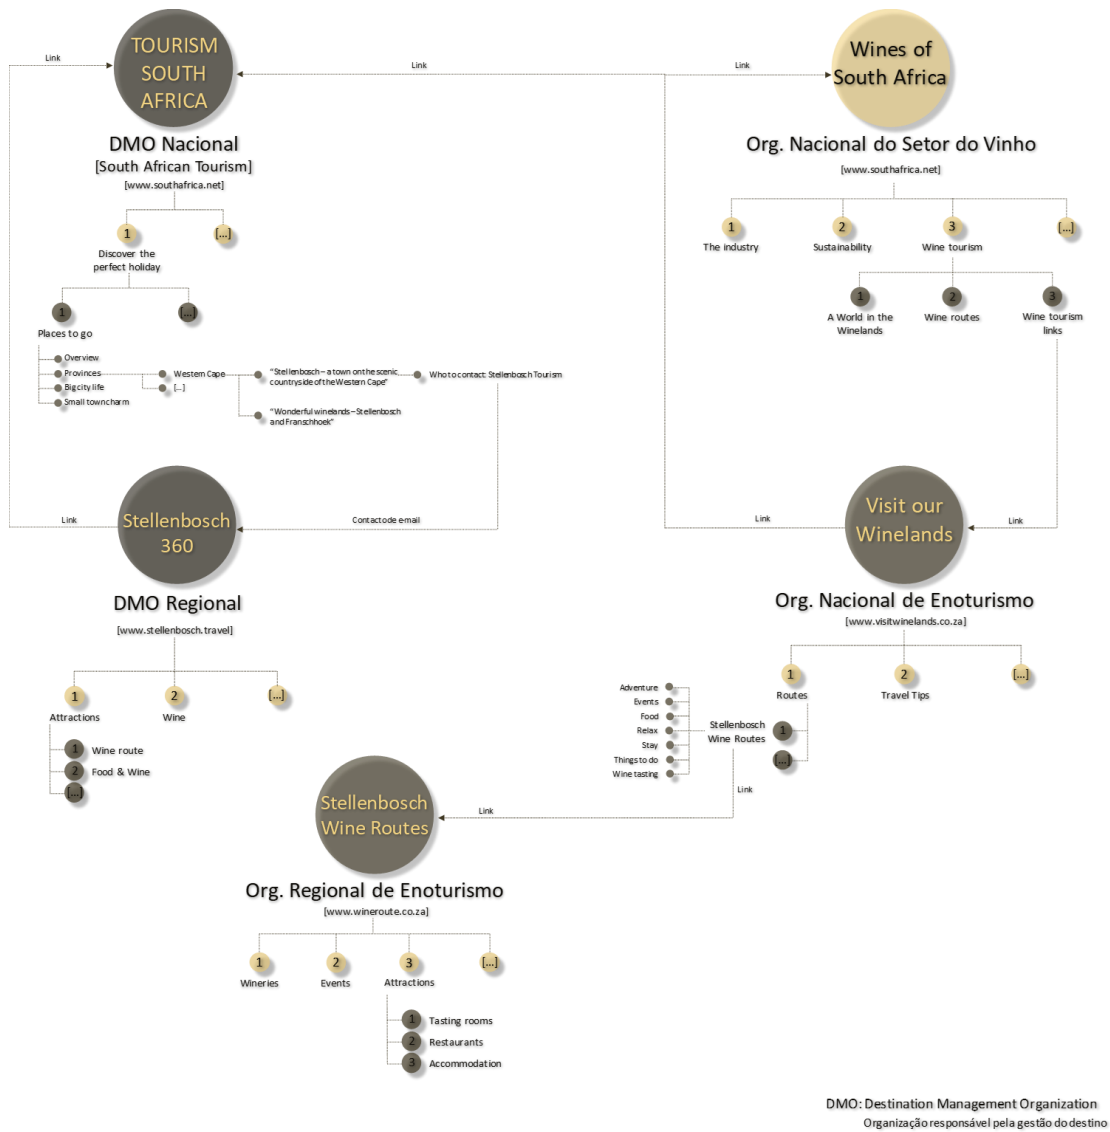 TOURISM
SOUTH
AFRICA
Link
Link
Link
Wines of
South Africa
DMO Nacional
[South African Tourism]
[www.southafrica.net]
1
[...]
Discover the
perfect holiday
1
[...]
Places to go
Overview
Provinces
Big city life
Small town charm
Western Cape
[...]
"Stellenbosch – a town on the scenic
countryside of the Western Cape"
Who to contact: Stellenbosch Tourism
"Wonderful winelands – Stellenbosch
and Franschhoek"
Org. Nacional do Setor do Vinho
[www.southafrica.net]
1
2
3
[...]
The industry
Sustainability
Wine tourism
1
2
3
A World in the
Winelands
Wine routes
Wine tourism
links
Stellenbosch
360
Link
Contacto de e-mail
DMO Regional
[www.stellenbosch.travel]
1
2
[...]
Attractions
Wine
1
Wine route
2
Food & Wine
[...]
Visit our
Winelands
Link
Link
Org. Nacional de Enoturismo
[www.visitwinelands.co.za]
1
2
[...]
Routes
Travel Tips
1
[...]
Stellenbosch
Wine Routes
Adventure
Events
Food
Relax
Stay
Things to do
Wine tasting
Link
Link
Stellenbosch
Wine Routes
Org. Regional de Enoturismo
[www.wineroute.co.za]
1
2
3
[...]
Wineries
Events
Attractions
1
Tasting rooms
2
Restaurants
3
Accommodation
DMO: Destination Management Organization
Organização responsável pela gestão do destino